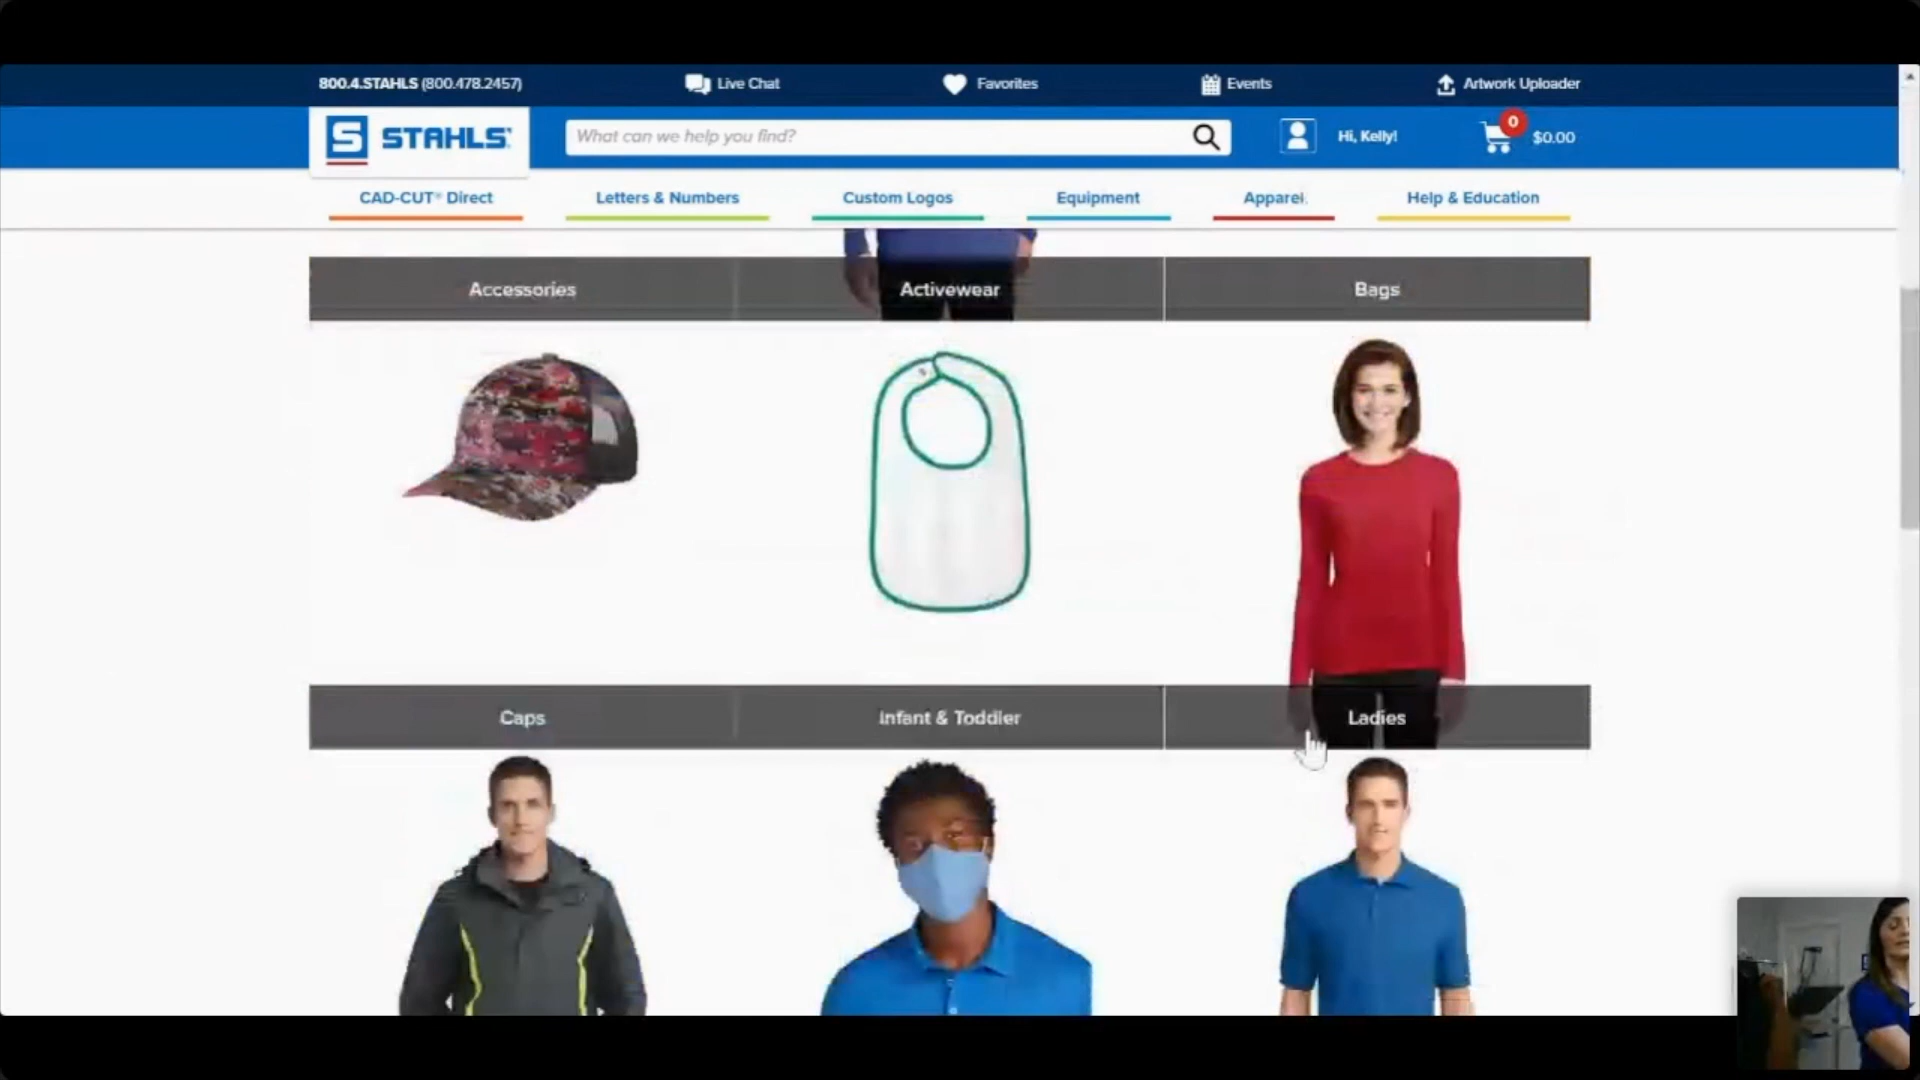 800.4.STAHLS (800.478.2457)
Live Chat
Favorites
Events
Artwork Uploader
S STAHLS'
What can we help you find?
Hi, Kelly!
0
$0.00
CAD-CUT® Direct
Letters & Numbers
Custom Logos
Equipment
Apparel
Help & Education
Accessories
Activewear
Bags
Caps
Infant & Toddler
Ladies